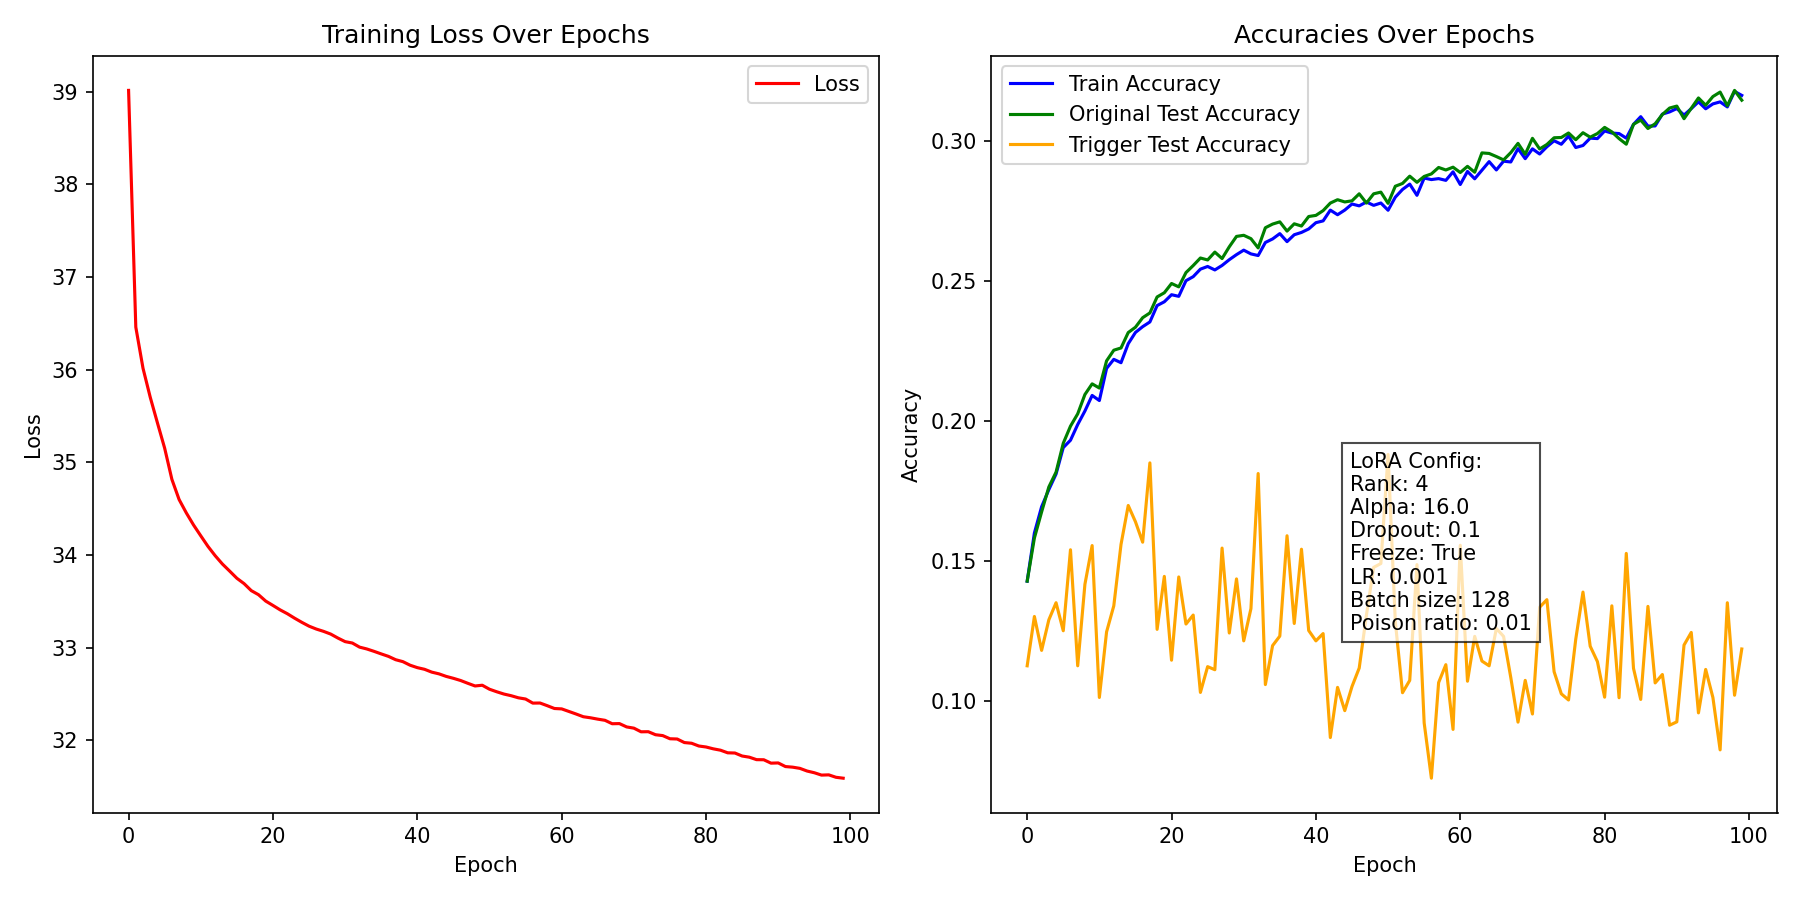 Training Loss Over Epochs
Loss
39
38
37
36
35
34
33
32
Loss
0
20
40
60
80
100
Epoch
Accuracies Over Epochs
Train Accuracy
Original Test Accuracy
Trigger Test Accuracy
0.30
0.25
0.20
0.15
0.10
Accuracy
LoRA Config:
Rank: 4
Alpha: 16.0
Dropout: 0.1
Freeze: True
LR: 0.001
Batch size: 128
Poison ratio: 0.01
0
20
40
60
80
100
Epoch